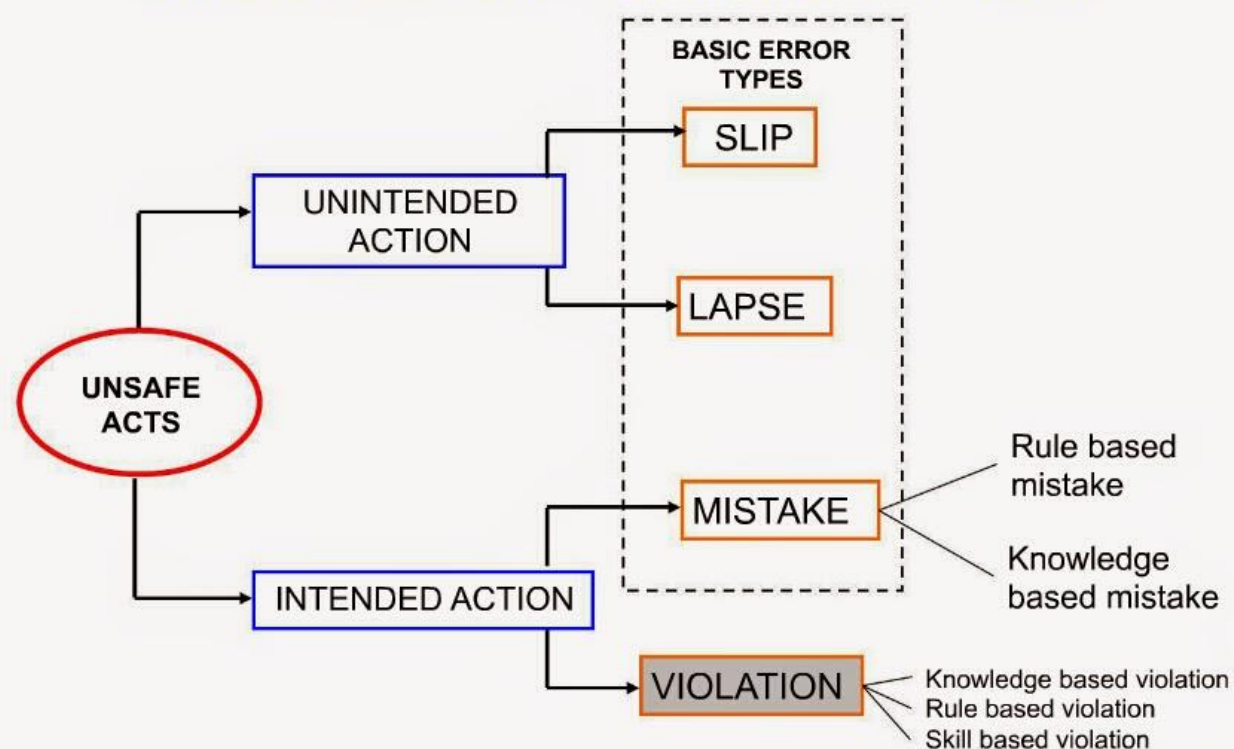 BASIC ERROR
TYPES
SLIP
UNINTENDED
ACTION
LAPSE
UNSAFE
ACTS
MISTAKE
Rule based
mistake
Knowledge
based mistake
INTENDED ACTION
VIOLATION
Knowledge based violation
Rule based violation
Skill based violation